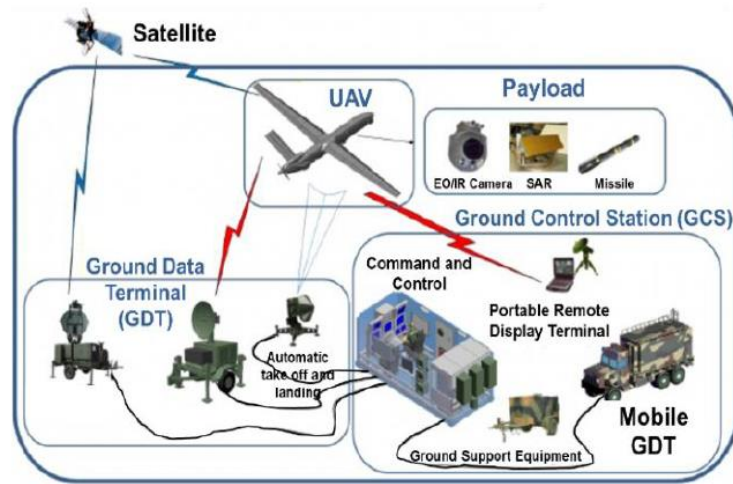 Satellite
UAV
Payload
EO/IR Camera
SAR
Missile
Ground Control Station (GCS)
Ground Data
Terminal
(GDT)
Command and
Control
Portable Remote
Display Terminal
Automatic
take off and
landing
Mobile
GDT
Ground Support Equipment